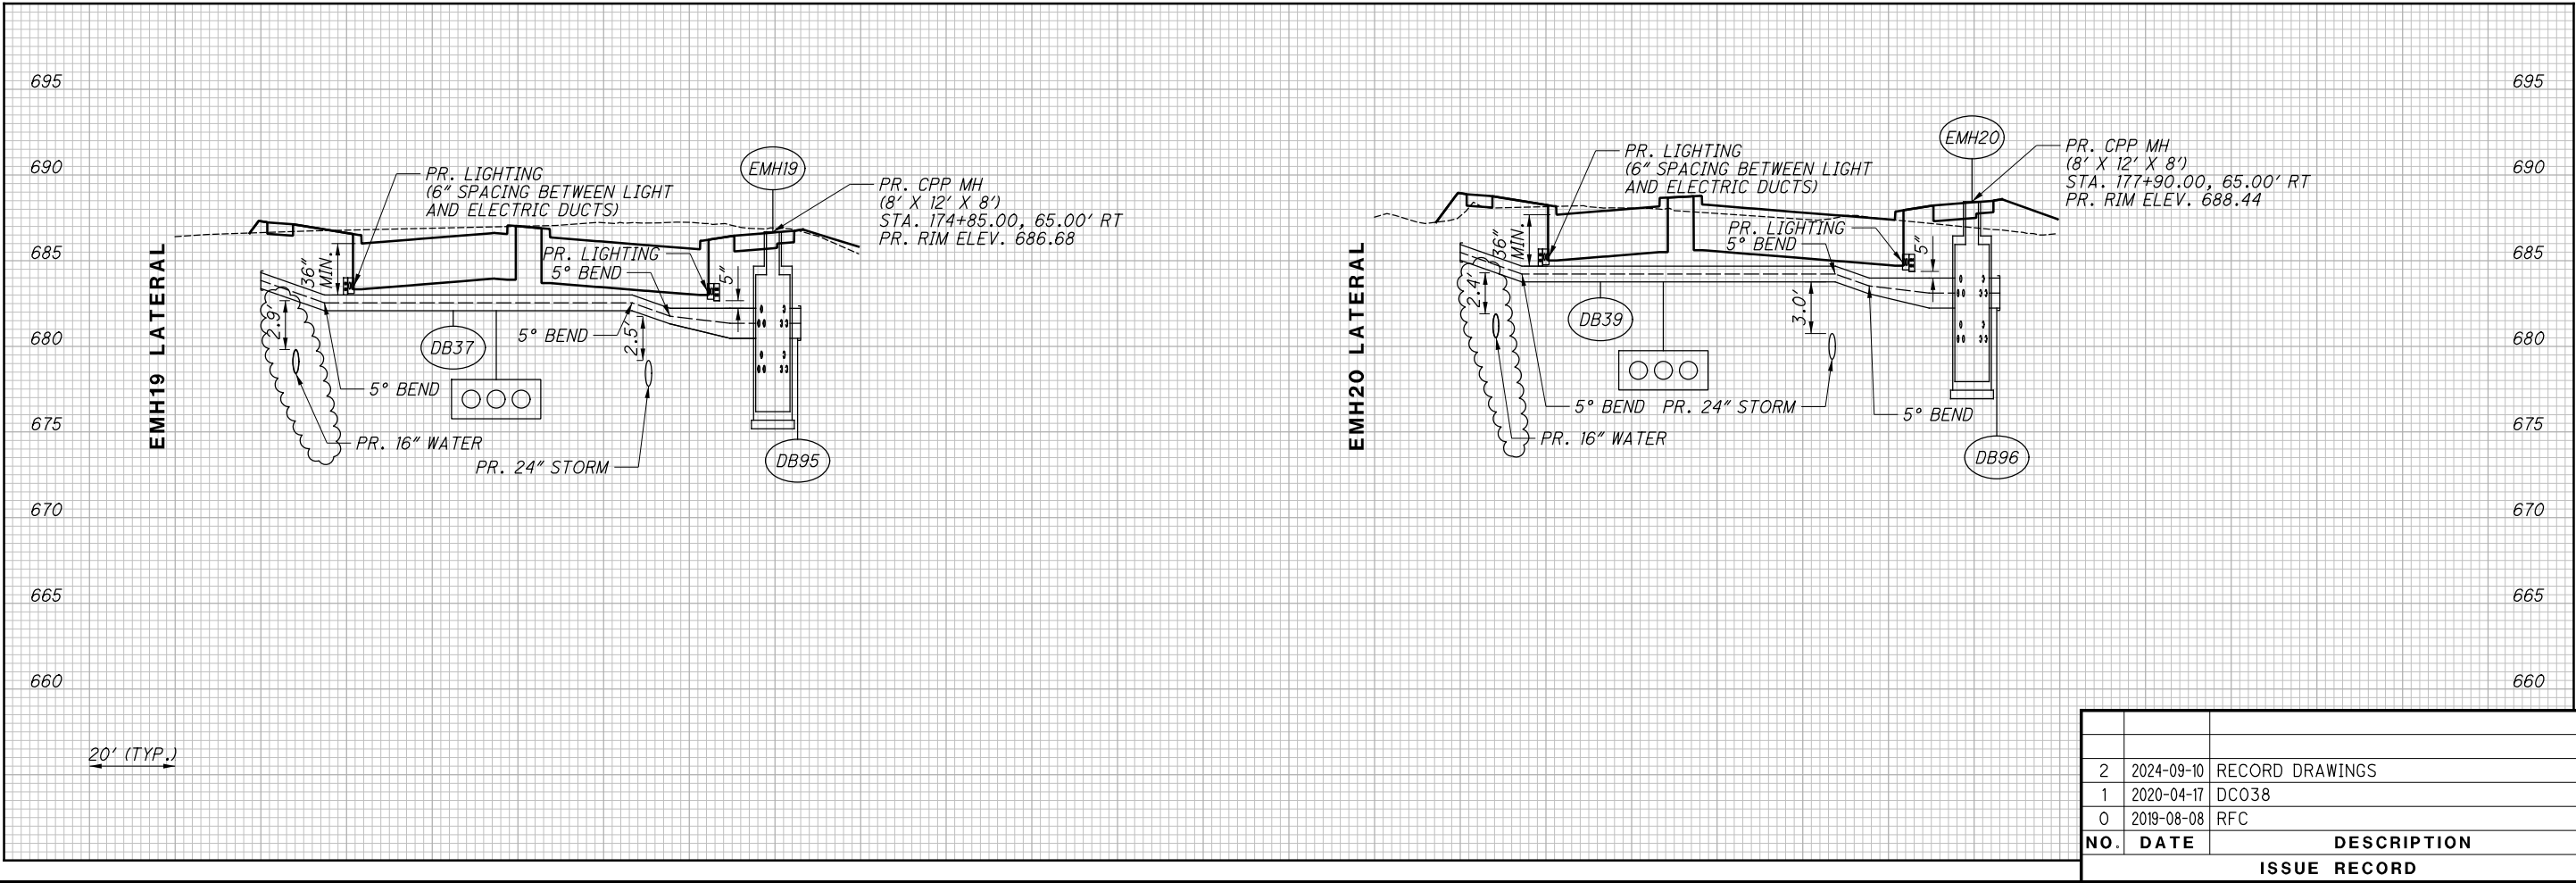 695
690
685
680
675
670
665
660
20' (TYP.)
EMH19 LATERAL
PR. LIGHTING
(6" SPACING BETWEEN LIGHT
AND ELECTRIC DUCTS)
EMH19
PR. CPP MH
(8' X 12' X 8')
STA. 174+85.00, 65.00' RT
PR. RIM ELEV. 686.68
36"
MIN.
PR. LIGHTING
5° BEND
5"
2.9'
DB37
5° BEND
2.5'
5° BEND
PR. 16" WATER
PR. 24" STORM
DB95
EMH20 LATERAL
PR. LIGHTING
(6" SPACING BETWEEN LIGHT
AND ELECTRIC DUCTS)
EMH20
PR. CPP MH
(8' X 12' X 8')
STA. 177+90.00, 65.00' RT
PR. RIM ELEV. 688.44
36"
MIN.
PR. LIGHTING
5° BEND
5"
2.4'
DB39
3.0'
5° BEND
PR. 24" STORM
5° BEND
PR. 16" WATER
DB96
695
690
685
680
675
670
665
660
2 2024-09-10 RECORD DRAWINGS
1 2020-04-17 DC038
0 2019-08-08 RFC
NO. DATE DESCRIPTION
ISSUE RECORD